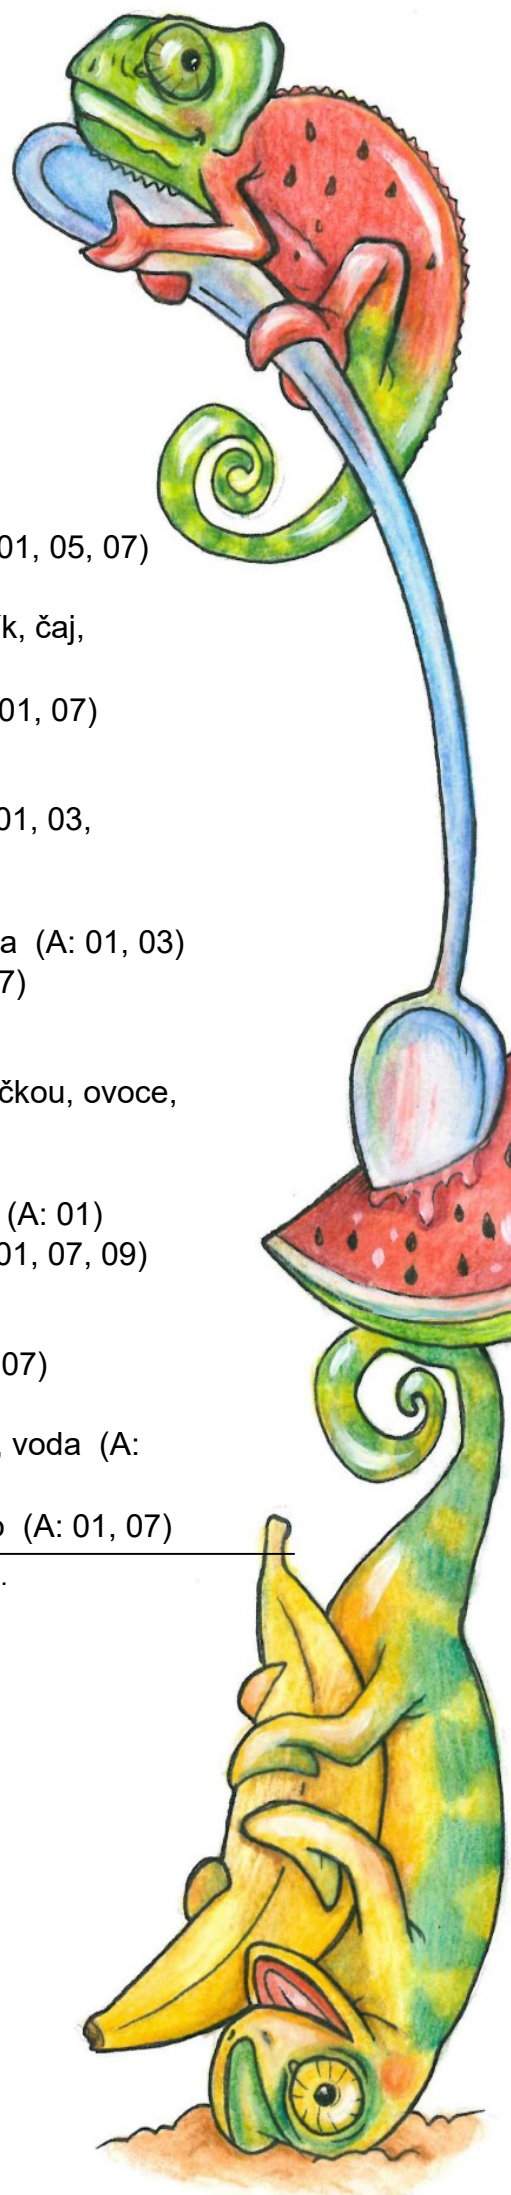 01, 05, 07)
k, čaj,
01, 07)
01, 03,
a (A: 01, 03)
7)
čkou, ovoce,
(A: 01)
01, 07, 09)
07)
, voda (A:
o (A: 01, 07)
.